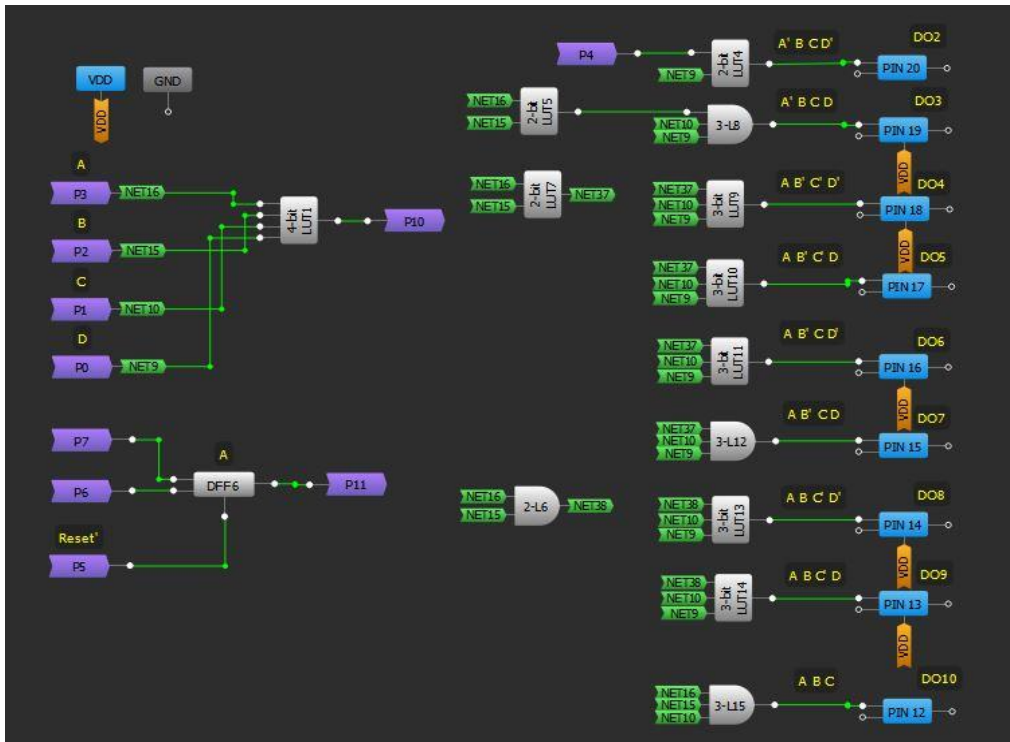 VDD
GND
VDD
A
P3
NET16
B
P2
NET15
C
P1
NET10
D
P0
NET9
4-bit
LUT1
P10
P7
P6
A
DFF6
P11
Reset'
P5
P4
NET9
2-bit
LUT4
A' B C D'
DO2
PIN 20
NET16
NET15
2-bit
LUT5
NET10
NET9
3-L8
A' B C D
DO3
PIN 19
VDD
NET16
NET15
2-bit
LUT7
NET37
NET37
NET10
NET9
3-bit
LUT9
A B' C' D'
DO4
PIN 18
VDD
NET37
NET10
NET9
3-bit
LUT10
A B' C' D
DO5
PIN 17
NET37
NET10
NET9
3-bit
LUT11
A B' C D'
DO6
PIN 16
VDD
NET37
NET10
NET9
3-L12
A B' C D
DO7
PIN 15
NET16
NET15
2-L6
NET38
NET38
NET10
NET9
3-bit
LUT13
A B C' D'
DO8
PIN 14
VDD
NET38
NET10
NET9
3-bit
LUT14
A B C' D
DO9
PIN 13
VDD
NET16
NET15
NET10
3-L15
A B C
DO10
PIN 12